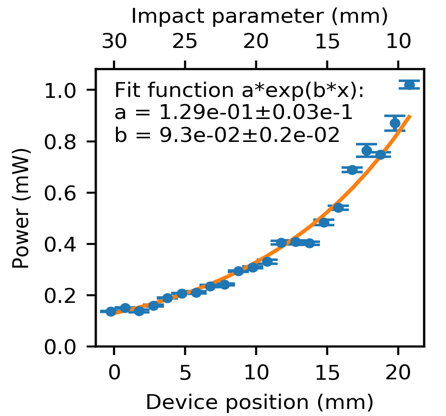 Impact parameter (mm)
30 25 20 15 10
Fit function a*exp(b*x):
a = 1.29e-01±0.03e-1
b = 9.3e-02±0.2e-02
Power (mW)
1.0
0.8
0.6
0.4
0.2
0.0
0 5 10 15 20
Device position (mm)